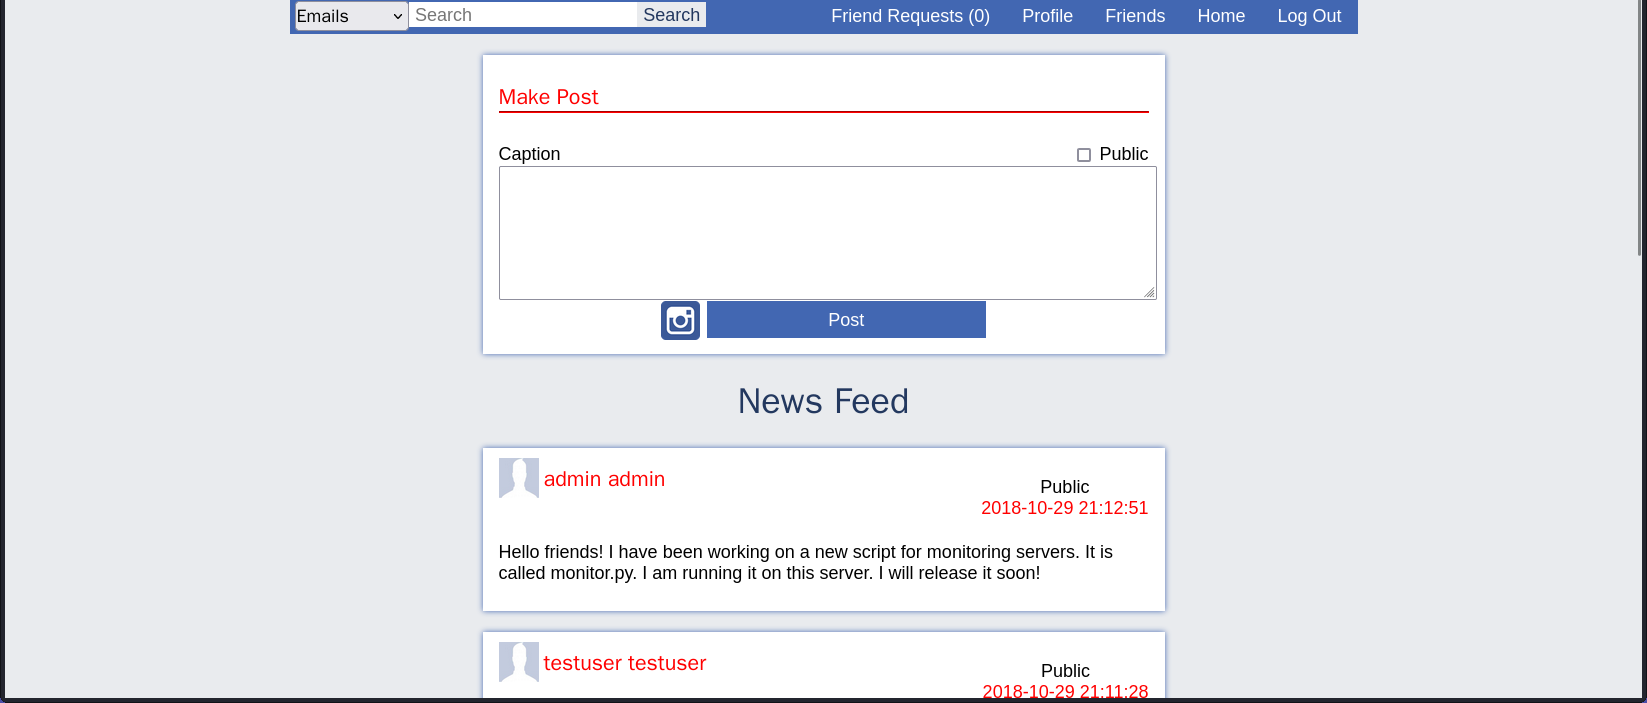 Emails Search Search Friend Requests (0) Profile Friends Home Log Out
Make Post
Caption Public
Post
News Feed
admin admin
Public
2018-10-29 21:12:51
Hello friends! I have been working on a new script for monitoring servers. It is
called monitor.py. I am running it on this server. I will release it soon!
testuser testuser
Public
2018-10-29 21:11:28